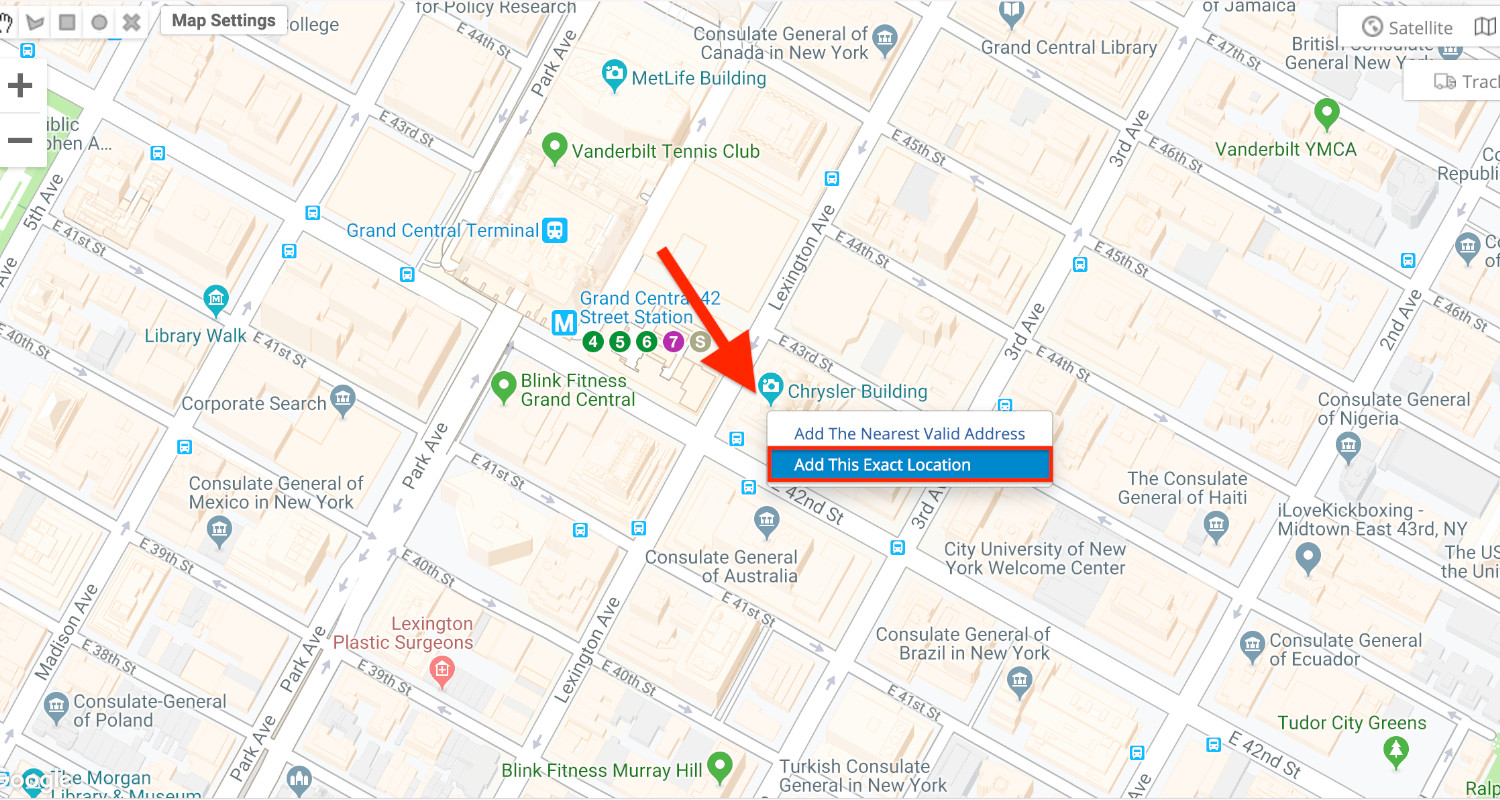 for Policy Research
of Jamaica
Map Settings
ollege
E 44th St
Park Ave
Consulate General of
Canada in New York
Grand Central Library
E 47th St
British Consulate
General New York
Satellite
MetLife Building
Track
E 43rd St
Vanderbilt Tennis Club
E 45th St
3rd Ave
E 46th St
Vanderbilt YMCA
5th Ave
E 41st St
Grand Central Terminal
Lexington Ave
E 44th St
E 45th St
Library Walk
E 41st St
E 40th St
Ave
Grand Central 42
Street Station
M
4 5 6 7 S
E 43rd St
3rd Ave
E 44th St
2nd Ave
E 46th St
Blink Fitness
Grand Central
Chrysler Building
Corporate Search
Add The Nearest Valid Address
Add This Exact Location
Consulate General
of Nigeria
Park Ave
E 41st St
Consulate General of
Mexico in New York
E 42nd St
3rd Av
The Consulate
General of Haiti
iLoveKickboxing -
Midtown East 43rd, NY
E 39th St
E 40th St
Consulate General
of Australia
City University of New
York Welcome Center
The US
the Uni
Madison Ave
E 38th St
Park Ave
Lexington
Plastic Surgeons
E 39th St
Lexington Ave
E 41st St
E 40th St
Consulate General of
Brazil in New York
E 41st St
Consulate General
of Ecuador
Consulate-General
of Poland
Park Ave
Tudor City Greens
E 42nd St
Blink Fitness Murray Hill
Turkish Consulate
General in New York
Ave
The Morgan
Library & Museum
Google
Ralp